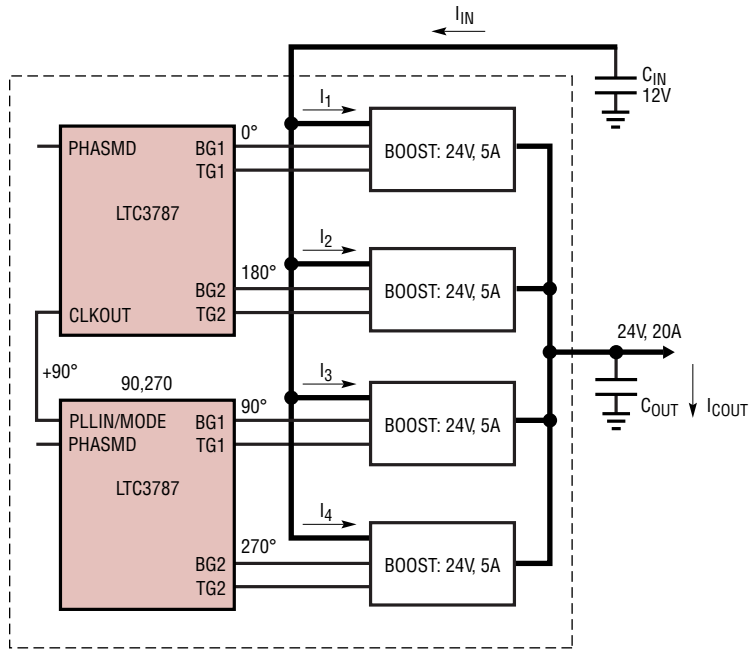 I_IN
C_IN
12V
I_1
0°
PHASMD
BG1
TG1
BOOST: 24V, 5A
LTC3787
I_2
180°
BG2
TG2
BOOST: 24V, 5A
CLKOUT
24V, 20A
+90°
90,270
I_3
90°
C_OUT
I_COUT
PLLIN/MODE
BG1
BOOST: 24V, 5A
PHASMD
TG1
LTC3787
I_4
270°
BG2
TG2
BOOST: 24V, 5A